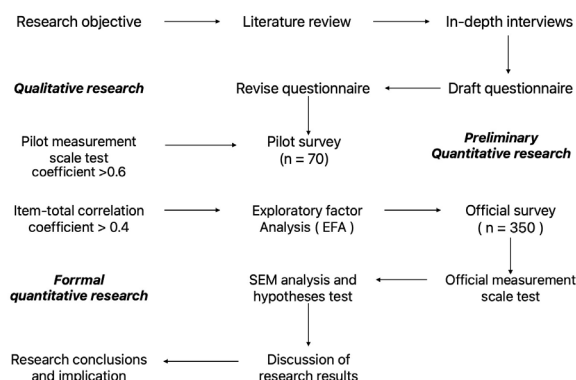 Research objective
Literature review
In-depth interviews
Qualitative research
Revise questionnaire
Draft questionnaire
Pilot measurement
scale test
coefficient >0.6
Pilot survey
(n = 70)
Preliminary
Quantitative research
Item-total correlation
coefficient > 0.4
Exploratory factor
Analysis ( EFA )
Official survey
( n = 350 )
Forrmal
quantitative research
SEM analysis and
hypotheses test
Official measurement
scale test
Research conclusions
and implication
Discussion of
research results